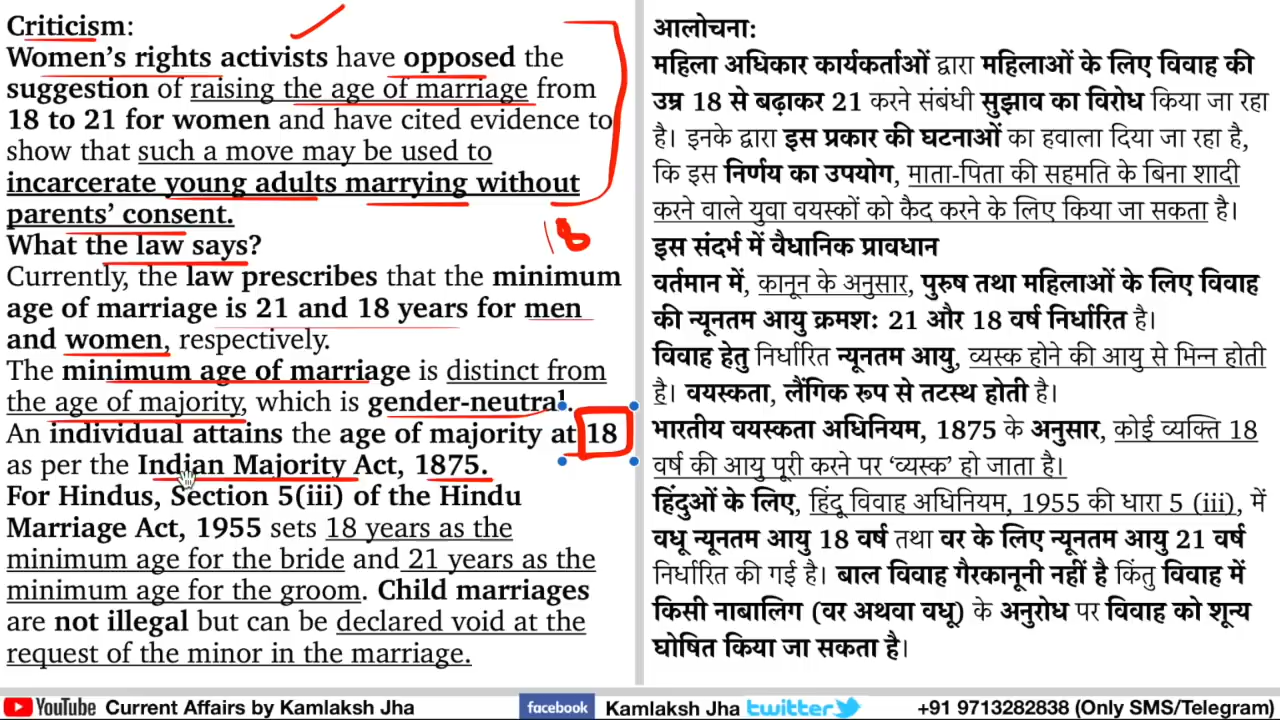 Criticism:
Women's rights activists have opposed the
suggestion of raising the age of marriage from
18 to 21 for women and have cited evidence to
show that such a move may be used to
incarcerate young adults marrying without
parents' consent.
18
What the law says?
Currently, the law prescribes that the minimum
age of marriage is 21 and 18 years for men
and women, respectively.
The minimum age of marriage is distinct from
the age of majority, which is gender-neutral.
An individual attains the age of majority at 18
as per the Indian Majority Act, 1875.
For Hindus, Section 5(iii) of the Hindu
Marriage Act, 1955 sets 18 years as the
minimum age for the bride and 21 years as the
minimum age for the groom. Child marriages
are not illegal but can be declared void at the
request of the minor in the marriage.
आलोचना:
महिला अधिकार कार्यकर्ताओं द्वारा महिलाओं के लिए विवाह की
उम्र 18 से बढ़ाकर 21 करने संबंधी सुझाव का विरोध किया जा रहा
है। इनके द्वारा इस प्रकार की घटनाओं का हवाला दिया जा रहा है,
कि इस निर्णय का उपयोग, माता-पिता की सहमति के बिना शादी
करने वाले युवा वयस्कों को कैद करने के लिए किया जा सकता है।
इस संदर्भ में वैधानिक प्रावधान
वर्तमान में, कानून के अनुसार, पुरुष तथा महिलाओं के लिए विवाह
की न्यूनतम आयु क्रमशः 21 और 18 वर्ष निर्धारित है।
विवाह हेतु निर्धारित न्यूनतम आयु, व्यस्क होने की आयु से भिन्न होती
है। वयस्कता, लैंगिक रूप से तटस्थ होती है।
भारतीय वयस्कता अधिनियम, 1875 के अनुसार, कोई व्यक्ति 18
वर्ष की आयु पूरी करने पर 'व्यस्क' हो जाता है।
हिंदुओं के लिए, हिंदू विवाह अधिनियम, 1955 की धारा 5 (iii), में
वधू न्यूनतम आयु 18 वर्ष तथा वर के लिए न्यूनतम आयु 21 वर्ष
निर्धारित की गई है। बाल विवाह गैरकानूनी नहीं है किंतु विवाह में
किसी नाबालिग (वर अथवा वधू) के अनुरोध पर विवाह को शून्य
घोषित किया जा सकता है।
YouTube Current Affairs by Kamlaksh Jha facebook Kamlaksh Jha twitter +91 9713282838 (Only SMS/Telegram)